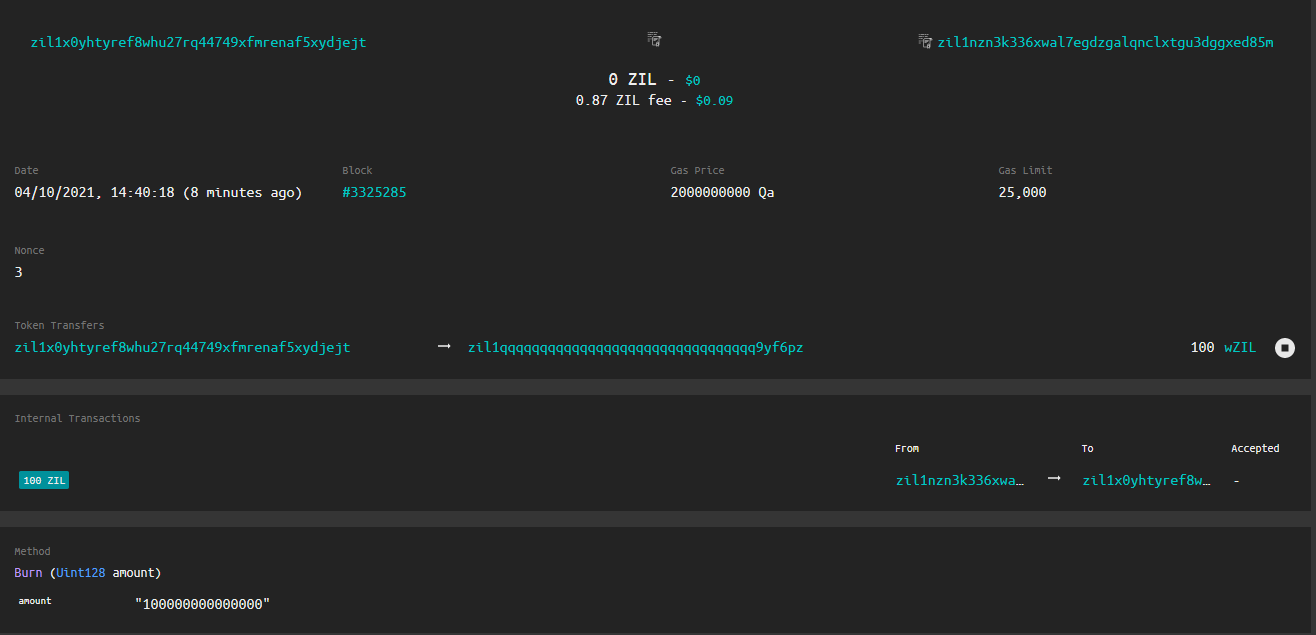 zil1x0yhtyref8whu27rq44749xfmrenaf5xydjejt zil1nzn3k336xwal7egdzgalqnclxtgu3dggxed85m
0 ZIL - $0
0.87 ZIL fee - $0.09
Date Block Gas Price Gas Limit
04/10/2021, 14:40:18 (8 minutes ago) #3325285 2000000000 Qa 25,000
Nonce
3
Token Transfers
zil1x0yhtyref8whu27rq44749xfmrenaf5xydjejt → zil1qqqqqqqqqqqqqqqqqqqqqqqqqqqqqqqq9yf6pz 100 wZIL
Internal Transactions
From To Accepted
100 ZIL zil1nzn3k336xwa… → zil1x0yhtyref8w… -
Method
Burn (Uint128 amount)
amount "100000000000000"